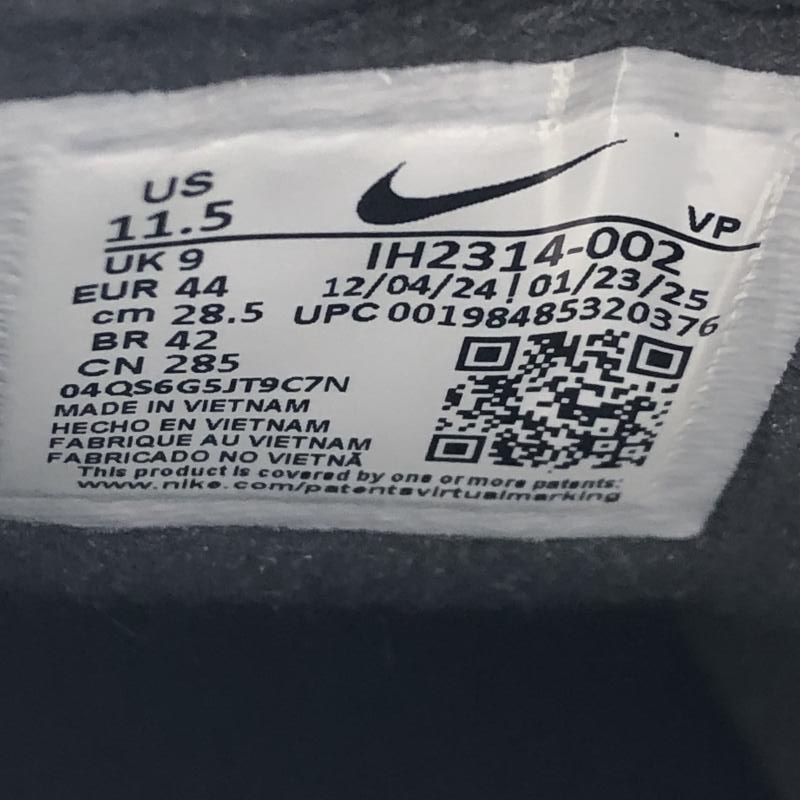 US
11.5
VP
UK 9
IH2314-002
EUR 44
12/04/24 ! 01/23/25
cm 28.5
UPC 00198485320376
BR 42
CN 285
04QS6G5JT9C7N
MADE IN VIETNAM
HECHO EN VIETNAM
FABRIQUE AU VIETNAM
FABRICADO NO VIETNÃ
This product is covered by one or more patents:
www.nike.com/patentsvirtualmarking